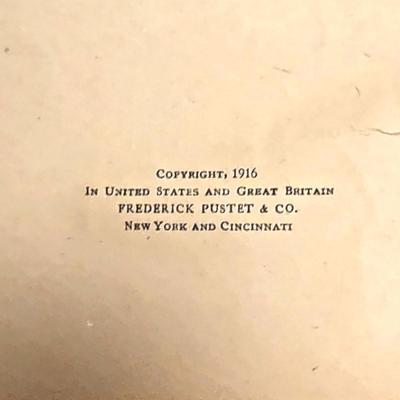 Copyright, 1916
In United States and Great Britain
FREDERICK PUSTET & CO.
New York and Cincinnati